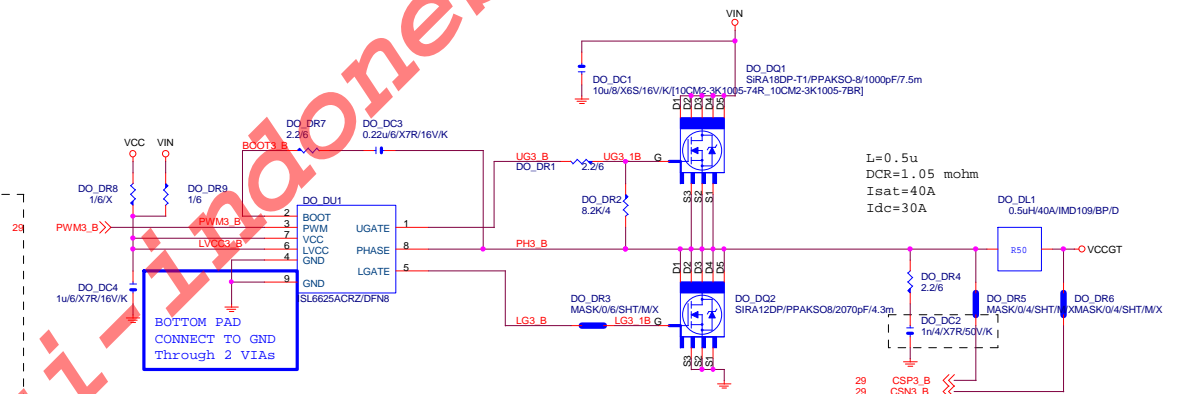 VIN
DO_DC1
10u/8/X6S/16V/K/[10CM2-3K1005-74R_10CM2-3K1005-7BR]
DO_DQ1
SiRA18DP-T1/PPAKSO-8/1000pF/7.5m
D1
D2
D3
D4
D5
DO_DR7
2.2/6
DO_DC3
0.22u/6/X7R/16V/K
BOOT3_B
VCC
VIN
DO_DR8
1/6/X
DO_DR9
1/6
UG3_B
DO_DR1
2.2/6
UG3_1B
G
S3
S2
S1
DO_DR2
8.2K/4
L=0.5u
DCR=1.05 mohm
Isat=40A
Idc=30A
DO_DL1
0.5uH/40A/IMD109/BP/D
R50
VCCGT
DO_DU1
29
PWM3_B
PWM3_B
LVCC3_B
2
BOOT
3
PWM
7
VCC
6
LVCC
4
GND
9
GND
UGATE
1
PHASE
8
LGATE
5
SL6625ACRZ/DFN8
PH3_B
DO_DC4
1u/6/X7R/16V/K
BOTTOM PAD
CONNECT TO GND
Through 2 VIAs
D1
D2
D3
D4
D5
DO_DR3
MASK/0/6/SHT/M/X
LG3_B
LG3_1B
G
DO_DQ2
SIRA12DP/PPAKSO8/2070pF/4.3m
S3
S2
S1
DO_DR4
2.2/6
DO_DC2
1n/4/X7R/50V/K
DO_DR5
MASK/0/4/SHT/M/X
DO_DR6
MASK/0/4/SHT/M/X
29
CSP3_B
29
CSN3_B